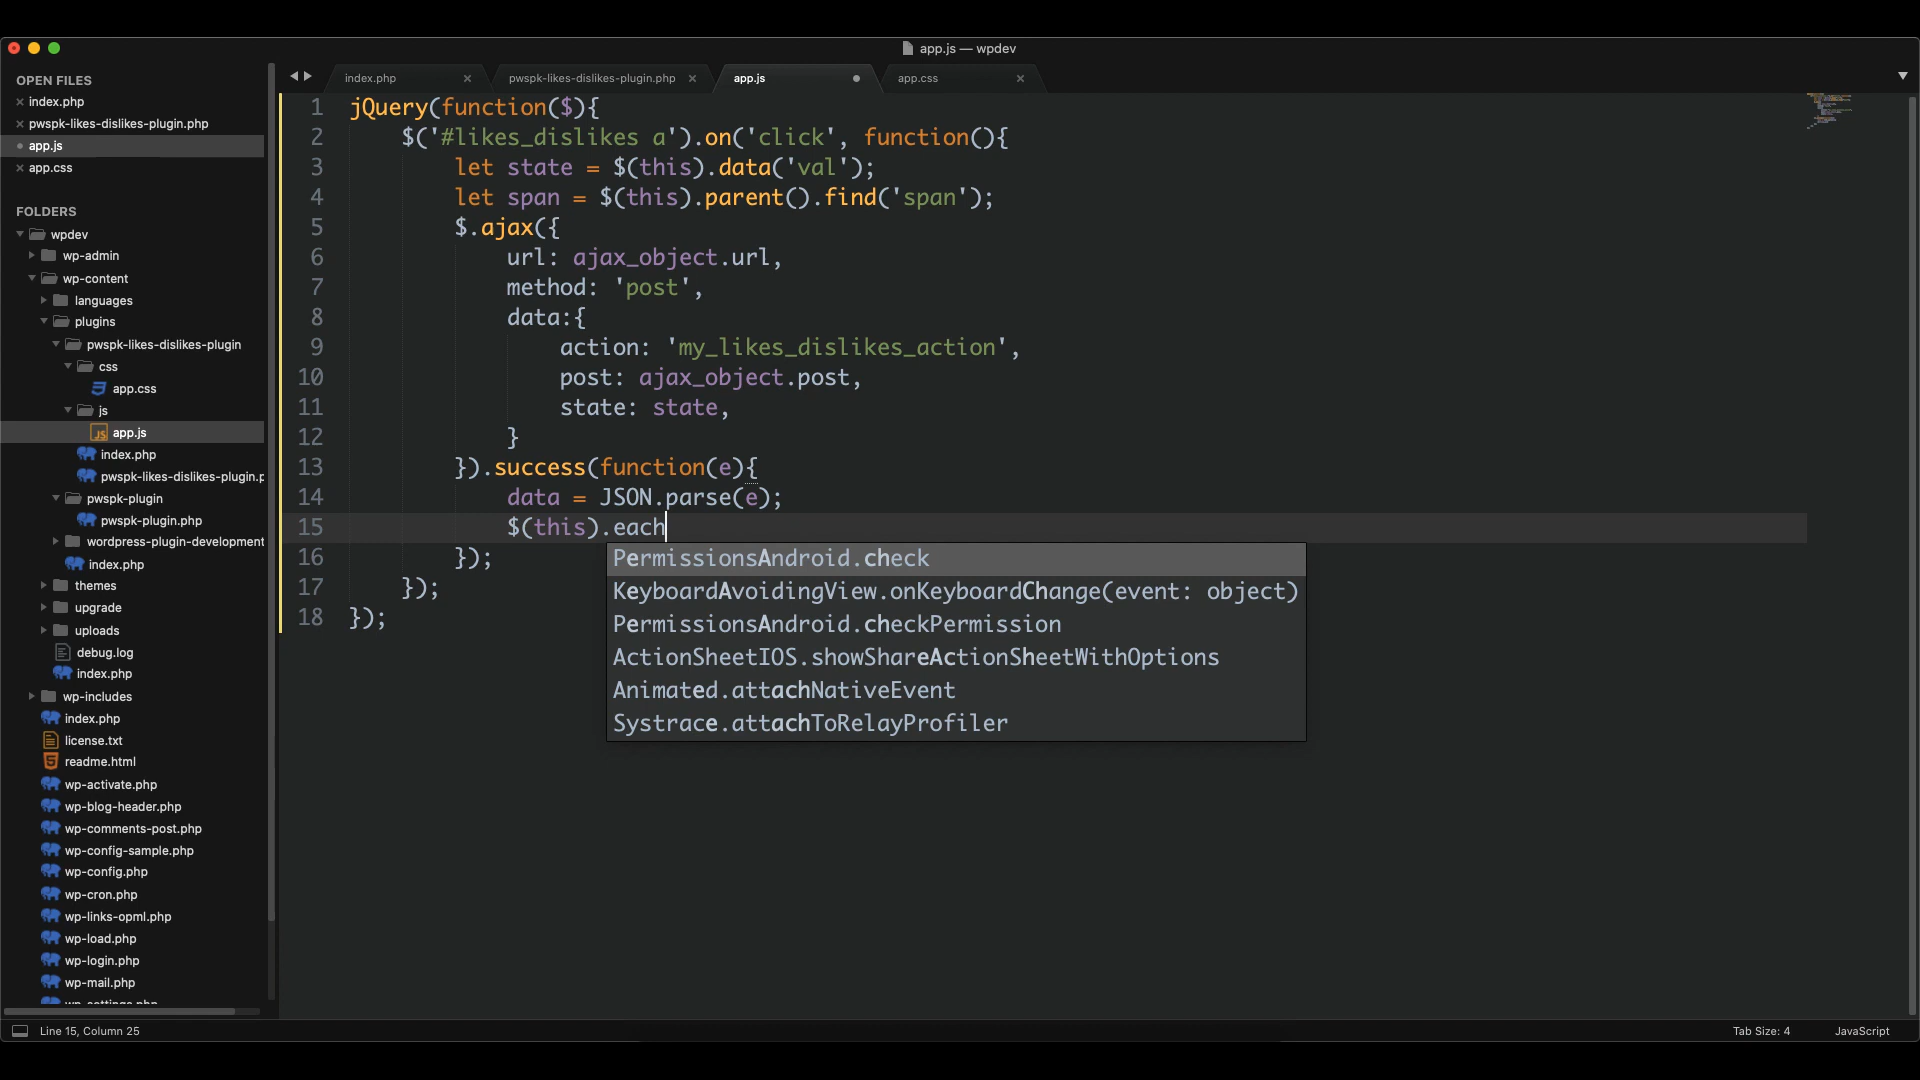 app.js — wpdev
OPEN FILES
index.php
pwspk-likes-dislikes-plugin.php
app.js
app.css
FOLDERS
wpdev
wp-admin
wp-content
languages
plugins
pwspk-likes-dislikes-plugin
css
app.css
js
app.js
index.php
pwspk-likes-dislikes-plugin.p
pwspk-plugin
pwspk-plugin.php
wordpress-plugin-development
index.php
themes
upgrade
uploads
debug.log
index.php
wp-includes
index.php
license.txt
readme.html
wp-activate.php
wp-blog-header.php
wp-comments-post.php
wp-config-sample.php
wp-config.php
wp-cron.php
wp-links-opml.php
wp-load.php
wp-login.php
wp-mail.php
wp-settings.php
index.php
pwspk-likes-dislikes-plugin.php
app.js
app.css
1 jQuery(function($){
2 $('#likes_dislikes a').on('click', function(){
3 let state = $(this).data('val');
4 let span = $(this).parent().find('span');
5 $.ajax({
6 url: ajax_object.url,
7 method: 'post',
8 data:{
9 action: 'my_likes_dislikes_action',
10 post: ajax_object.post,
11 state: state,
12 }
13 }).success(function(e){
14 data = JSON.parse(e);
15 $(this).each
16 });
17 });
18 });
PermissionsAndroid.check
KeyboardAvoidingView.onKeyboardChange(event: object)
PermissionsAndroid.checkPermission
ActionSheetIOS.showShareActionSheetWithOptions
Animated.attachNativeEvent
Systrace.attachToRelayProfiler
Line 15, Column 25
Tab Size: 4
JavaScript